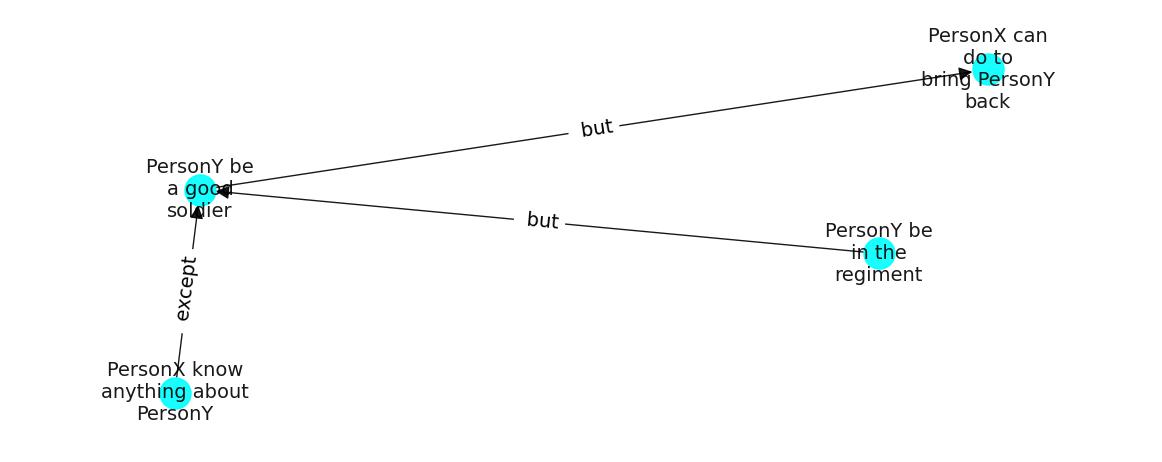 PersonX can
do to
bring PersonY
back
but
PersonY be
a good
soldier
but
PersonY be
in the
regiment
except
PersonX know
anything about
PersonY